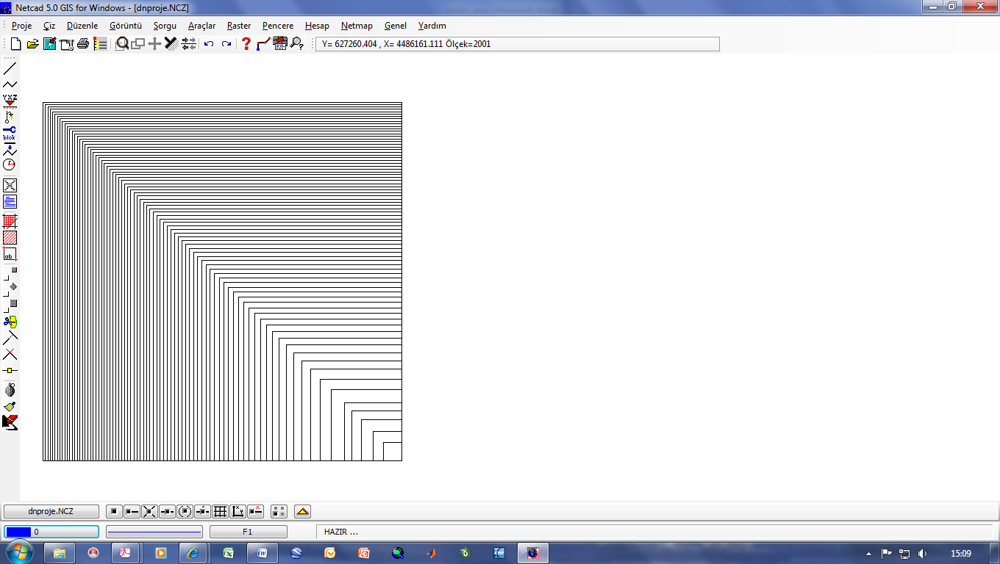 Netcad 5.0 GIS for Windows - [dnproje.NCZ]
Proje Çiz Düzenle Görüntü Sorgu Araçlar Raster Pencere Hesap Netmap Genel Yardım
Y= 627260.404 , X= 4486161.111 Ölçek=2001
YXZ
blok
ab
dnproje.NCZ
0 F1 HAZIR ...
KMR 15:09